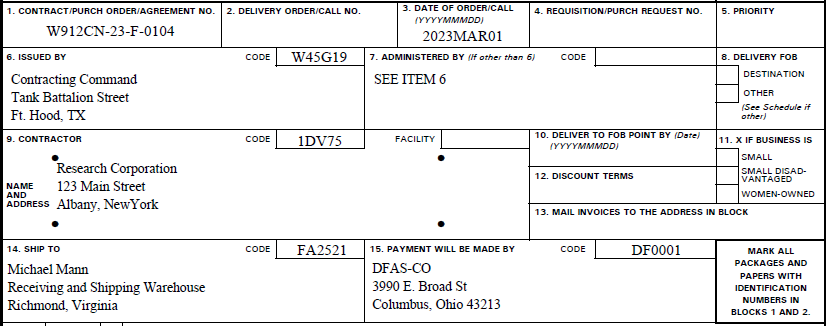 1. CONTRACT/PURCH ORDER/AGREEMENT NO.
W912CN-23-F-0104
2. DELIVERY ORDER/CALL NO.
3. DATE OF ORDER/CALL
(YYYYMMMDD)
2023MAR01
4. REQUISITION/PURCH REQUEST NO.
5. PRIORITY
6. ISSUED BY
CODE
W45G19
Contracting Command
Tank Battalion Street
Ft. Hood, TX
7. ADMINISTERED BY (If other than 6)
CODE
SEE ITEM 6
8. DELIVERY FOB
DESTINATION
OTHER
(See Schedule if
other)
9. CONTRACTOR
CODE
1DV75
FACILITY
NAME
AND
ADDRESS
Research Corporation
123 Main Street
Albany, NewYork
10. DELIVER TO FOB POINT BY (Date)
(YYYYMMMDD)
11. X IF BUSINESS IS
SMALL
SMALL DISAD-
VANTAGED
WOMEN-OWNED
12. DISCOUNT TERMS
13. MAIL INVOICES TO THE ADDRESS IN BLOCK
14. SHIP TO
CODE
FA2521
Michael Mann
Receiving and Shipping Warehouse
Richmond, Virginia
15. PAYMENT WILL BE MADE BY
CODE
DF0001
DFAS-CO
3990 E. Broad St
Columbus, Ohio 43213
MARK ALL
PACKAGES AND
PAPERS WITH
IDENTIFICATION
NUMBERS IN
BLOCKS 1 AND 2.